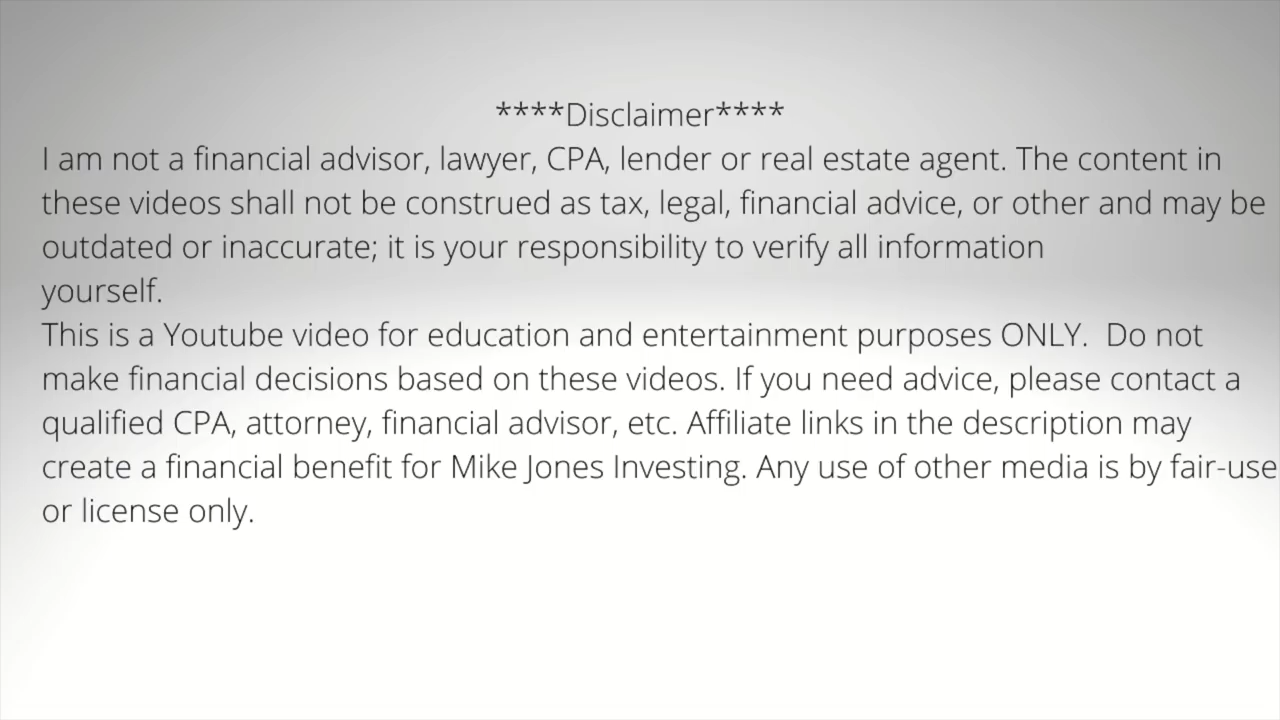 ****Disclaimer****
I am not a financial advisor, lawyer, CPA, lender or real estate agent. The content in
these videos shall not be construed as tax, legal, financial advice, or other and may be
outdated or inaccurate; it is your responsibility to verify all information
yourself.
This is a Youtube video for education and entertainment purposes ONLY.  Do not
make financial decisions based on these videos. If you need advice, please contact a
qualified CPA, attorney, financial advisor, etc. Affiliate links in the description may
create a financial benefit for Mike Jones Investing. Any use of other media is by fair-use
or license only.